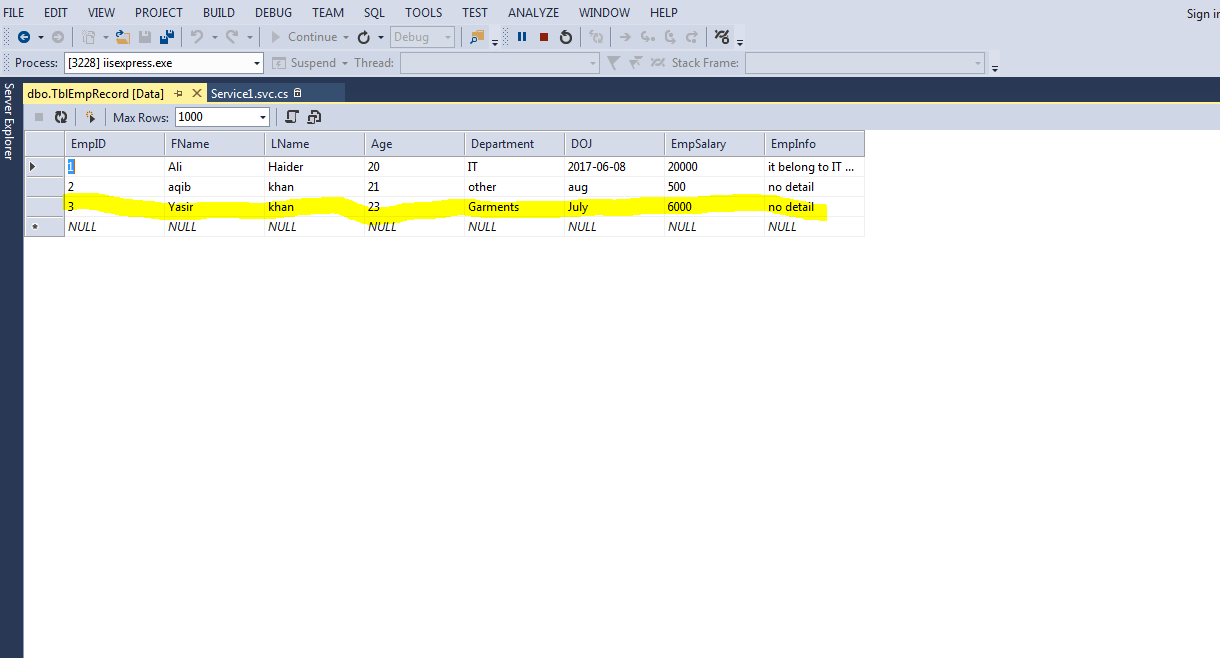 FILE EDIT VIEW PROJECT BUILD DEBUG TEAM SQL TOOLS TEST ANALYZE WINDOW HELP Sign in
Continue Debug
Process: [3228] iisexpress.exe Suspend Thread: Stack Frame:
Server Explorer
dbo.TblEmpRecord [Data] Service1.svc.cs
Max Rows: 1000
EmpID FName LName Age Department DOJ EmpSalary EmpInfo
1 Ali Haider 20 IT 2017-06-08 20000 it belong to IT ...
2 aqib khan 21 other aug 500 no detail
3 Yasir khan 23 Garments July 6000 no detail
NULL NULL NULL NULL NULL NULL NULL NULL